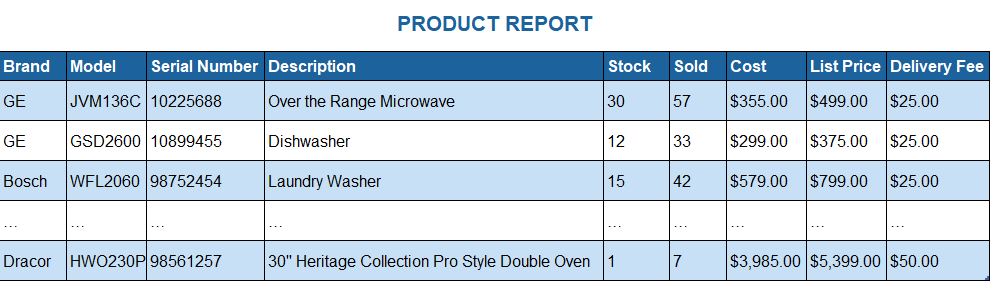 PRODUCT REPORT
Brand Model Serial Number Description Stock Sold Cost List Price Delivery Fee
GE JVM136C 10225688 Over the Range Microwave 30 57 $355.00 $499.00 $25.00
GE GSD2600 10899455 Dishwasher 12 33 $299.00 $375.00 $25.00
Bosch WFL2060 98752454 Laundry Washer 15 42 $579.00 $799.00 $25.00
... ... ... ... ... ... ... ... ...
Dracor HWO230P 98561257 30" Heritage Collection Pro Style Double Oven 1 7 $3,985.00 $5,399.00 $50.00